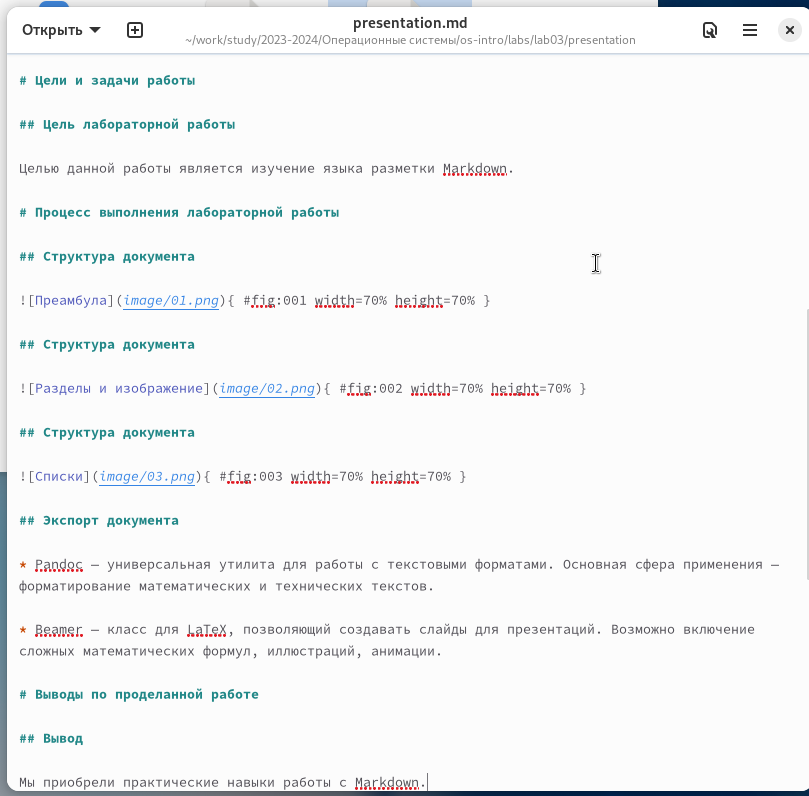 Открыть
presentation.md
~/work/study/2023-2024/Операционные системы/os-intro/labs/lab03/presentation
# Цели и задачи работы
## Цель лабораторной работы
Целью данной работы является изучение языка разметки Markdown.
# Процесс выполнения лабораторной работы
## Структура документа
![Преамбула](image/01.png){ #fig:001 width=70% height=70% }
## Структура документа
![Разделы и изображение](image/02.png){ #fig:002 width=70% height=70% }
## Структура документа
![Списки](image/03.png){ #fig:003 width=70% height=70% }
## Экспорт документа
* Pandoc — универсальная утилита для работы с текстовыми форматами. Основная сфера применения —
форматирование математических и технических текстов.
* Beamer — класс для LaTeX, позволяющий создавать слайды для презентаций. Возможно включение
сложных математических формул, иллюстраций, анимации.
# Выводы по проделанной работе
## Вывод
Мы приобрели практические навыки работы с Markdown.